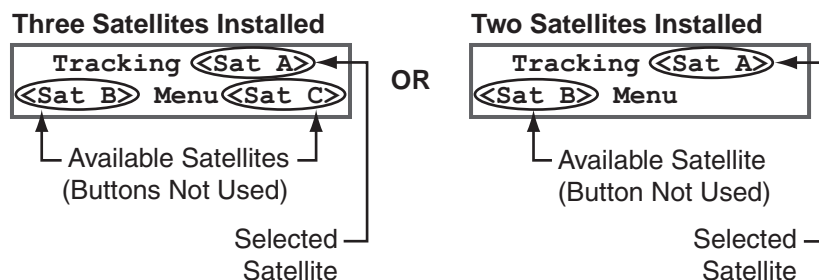 Three Satellites Installed
Tracking <Sat A>
<Sat B> Menu <Sat C>
Available Satellites
(Buttons Not Used)
Selected
Satellite
OR
Two Satellites Installed
Tracking <Sat A>
<Sat B> Menu
Available Satellite
(Button Not Used)
Selected
Satellite